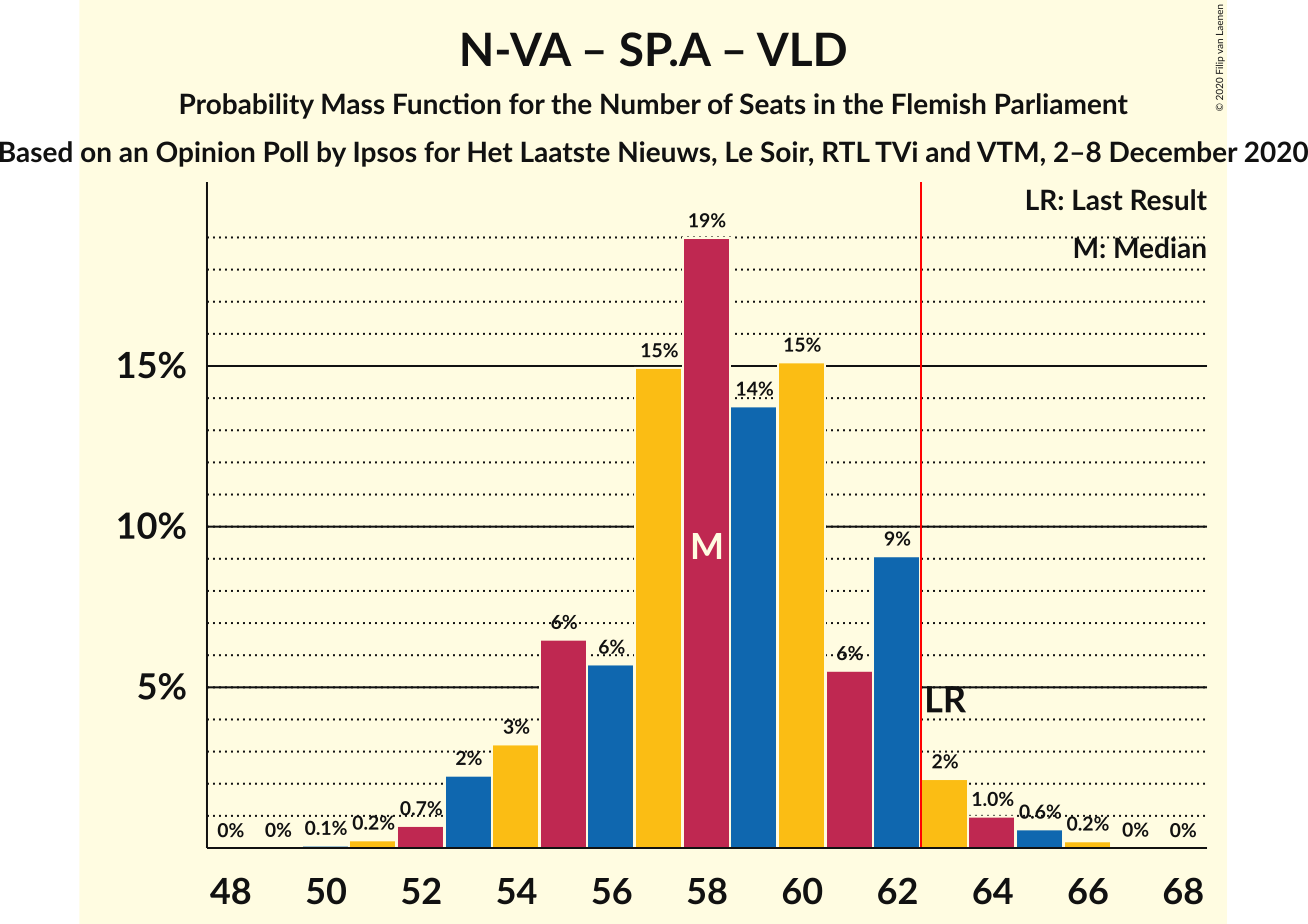 N-VA – SP.A – VLD
Probability Mass Function for the Number of Seats in the Flemish Parliament
Based on an Opinion Poll by Ipsos for Het Laatste Nieuws, Le Soir, RTL TVi and VTM, 2–8 December 2020
© 2020 Filip van Laenen
LR: Last Result
M: Median
15%
10%
5%
0% 0% 0.1% 0.2% 0.7% 2% 3% 6% 6% 15% 19% 14% 15% 6% 9% 2% 1.0% 0.6% 0.2% 0% 0%
M
LR
48 50 52 54 56 58 60 62 64 66 68